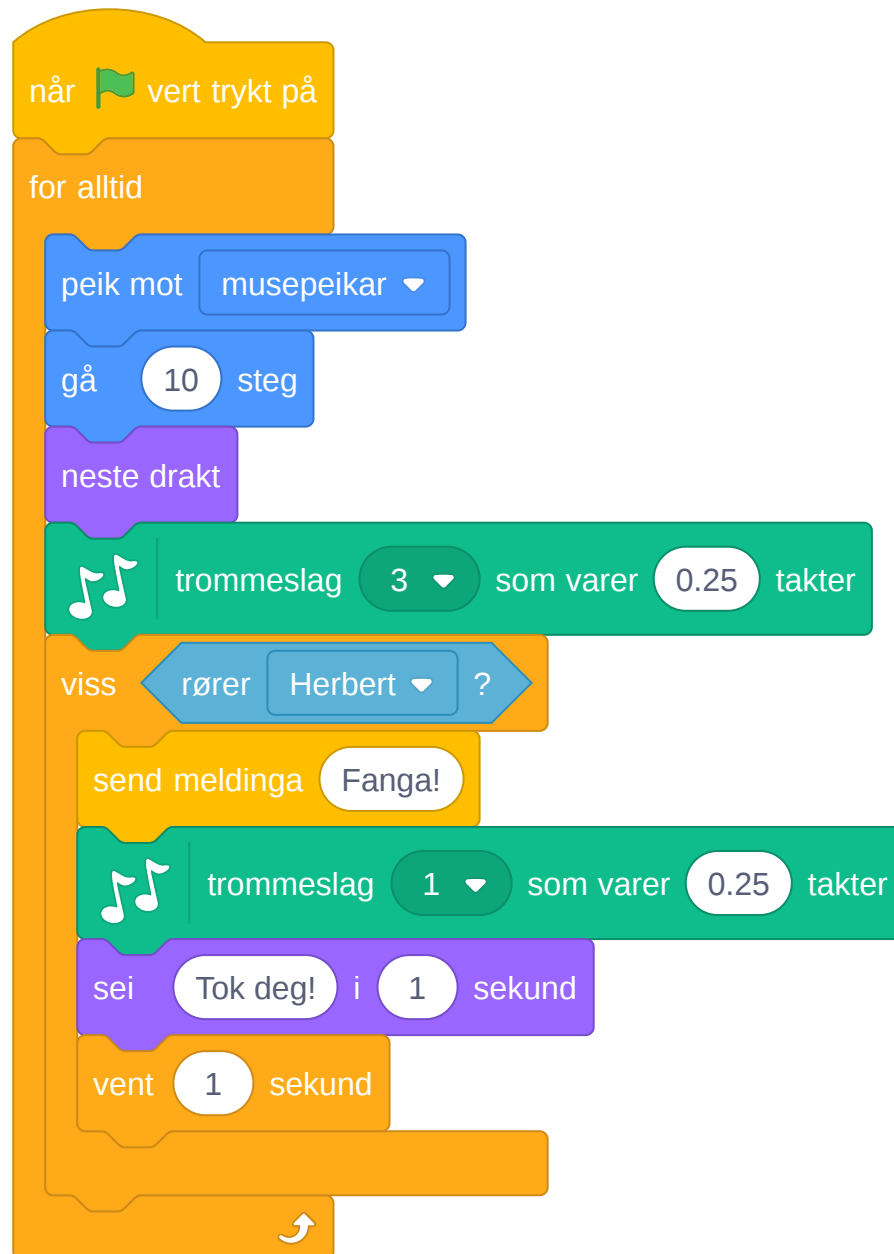 når vert trykt på
for alltid
peik mot musepeikar
gå 10 steg
neste drakt
trommeslag 3 som varer 0.25 takter
viss rører Herbert ?
send meldinga Fanga!
trommeslag 1 som varer 0.25 takter
sei Tok deg! i 1 sekund
vent 1 sekund